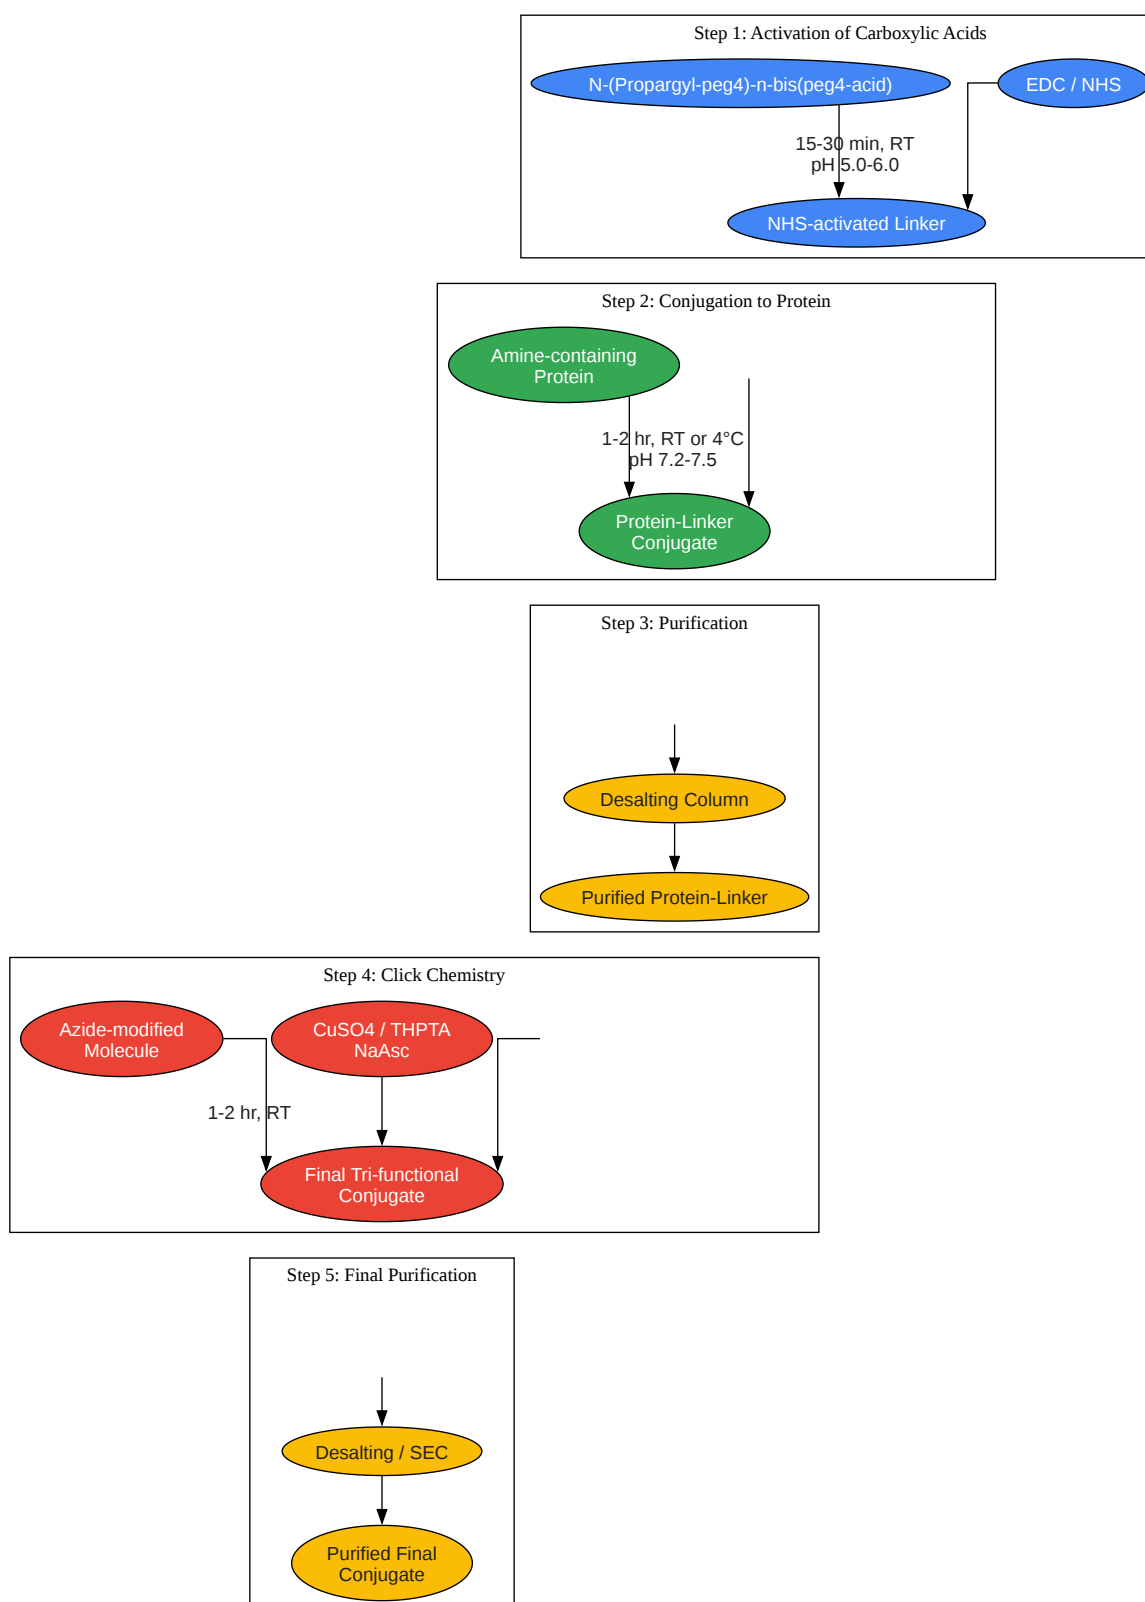 Step 1: Activation of Carboxylic Acids
N-(Propargyl-peg4)-n-bis(peg4-acid)
EDC / NHS
15-30 min, RT
pH 5.0-6.0
NHS-activated Linker
Step 2: Conjugation to Protein
Amine-containing
Protein
1-2 hr, RT or 4°C
pH 7.2-7.5
Protein-Linker
Conjugate
Step 3: Purification
Desalting Column
Purified Protein-Linker
Step 4: Click Chemistry
Azide-modified
Molecule
CuSO4 / THPTA
NaAsc
1-2 hr, RT
Final Tri-functional
Conjugate
Step 5: Final Purification
Desalting / SEC
Purified Final
Conjugate